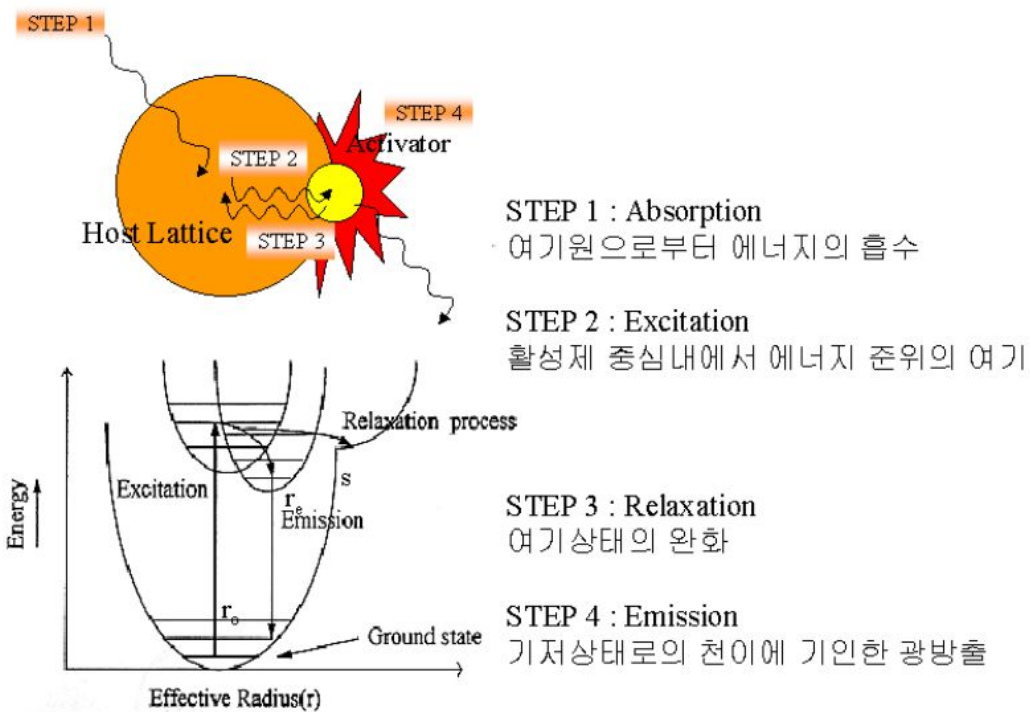 STEP 1
STEP 4
Activator
STEP 2
Host Lattice
STEP 3
STEP 1 : Absorption
여기원으로부터 에너지의 흡수
STEP 2 : Excitation
활성제 중심내에서 에너지 준위의 여기
STEP 3 : Relaxation
여기상태의 완화
STEP 4 : Emission
기저상태로의 천이에 기인한 광방출
Relaxation process
Excitation
s
re
Emission
Energy
ro
Ground state
Effective Radius(r)